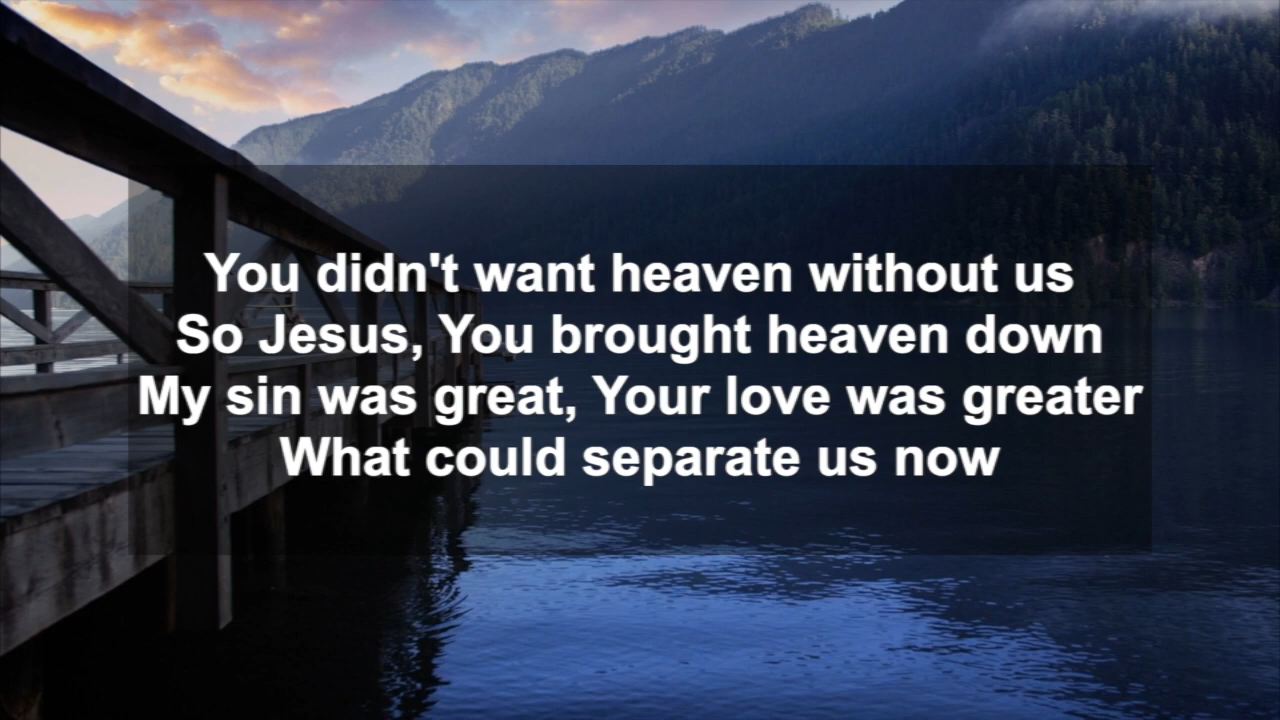 You didn't want heaven without us
So Jesus, You brought heaven down
My sin was great, Your love was greater
What could separate us now